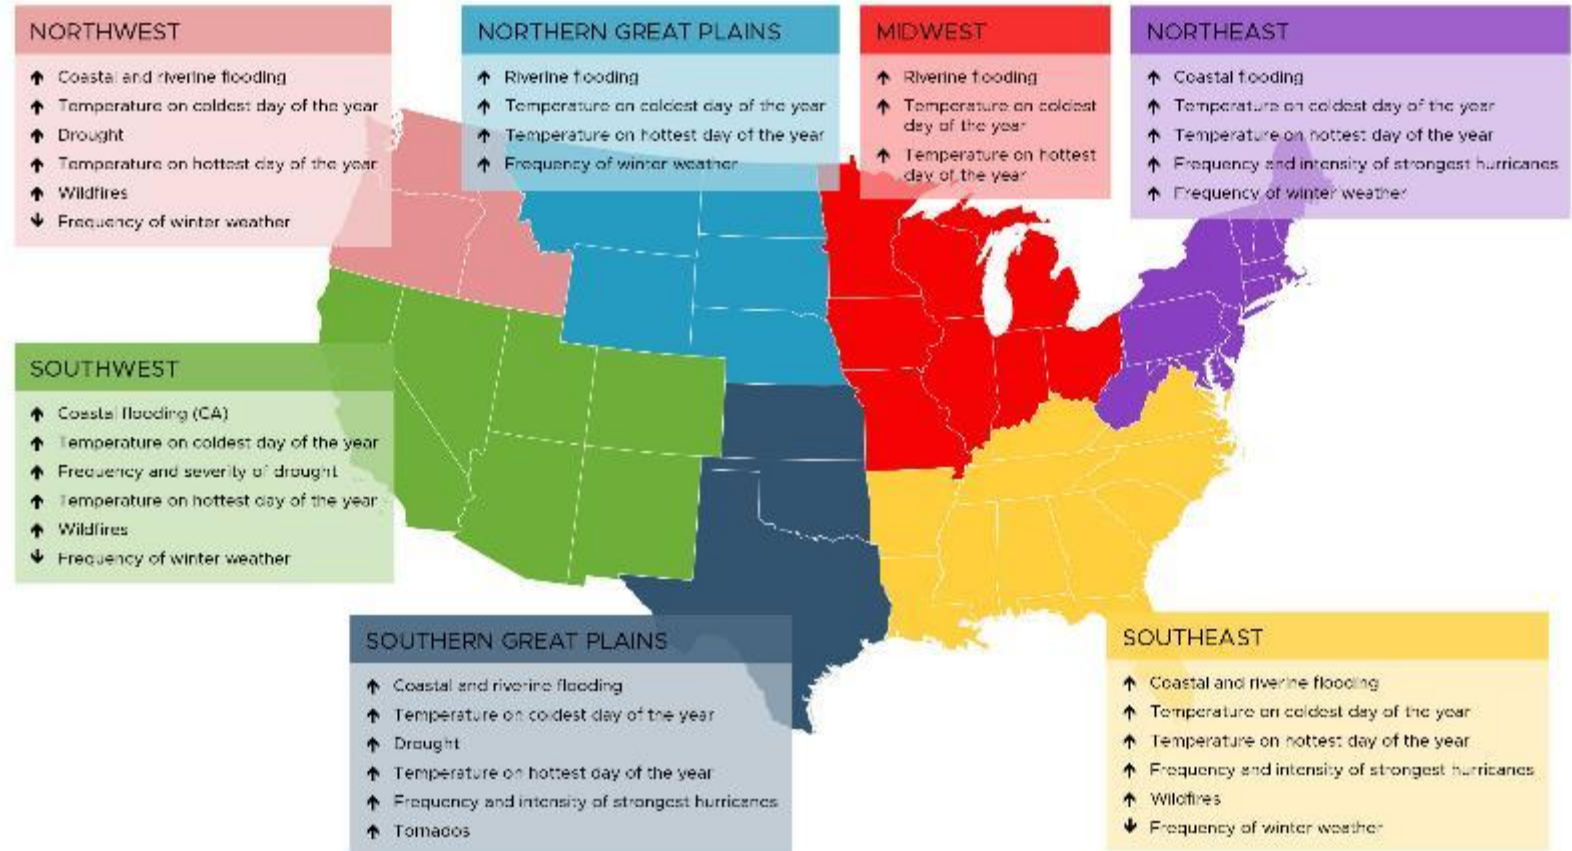 NORTHWEST
↑ Coastal and riverine flooding
↑ Temperature on coldest day of the year
↑ Drought
↑ Temperature on hottest day of the year
↑ Wildfires
↓ Frequency of winter weather
NORTHERN GREAT PLAINS
↑ Riverine flooding
↑ Temperature on coldest day of the year
↑ Temperature on hottest day of the year
↑ Frequency of winter weather
MIDWEST
↑ Riverine flooding
↑ Temperature on coldest
day of the year
↑ Temperature on hottest
day of the year
NORTHEAST
↑ Coastal flooding
↑ Temperature on coldest day of the year
↑ Temperature on hottest day of the year
↑ Frequency and intensity of strongest hurricanes
↑ Frequency of winter weather
SOUTHWEST
↑ Coastal flooding (CA)
↑ Temperature on coldest day of the year
↑ Frequency and severity of drought
↑ Temperature on hottest day of the year
↑ Wildfires
↓ Frequency of winter weather
SOUTHERN GREAT PLAINS
↑ Coastal and riverine flooding
↑ Temperature on coldest day of the year
↑ Drought
↑ Temperature on hottest day of the year
↑ Frequency and intensity of strongest hurricanes
↑ Tornados
SOUTHEAST
↑ Coastal and riverine flooding
↑ Temperature on coldest day of the year
↑ Temperature on hottest day of the year
↑ Frequency and intensity of strongest hurricanes
↑ Wildfires
↓ Frequency of winter weather